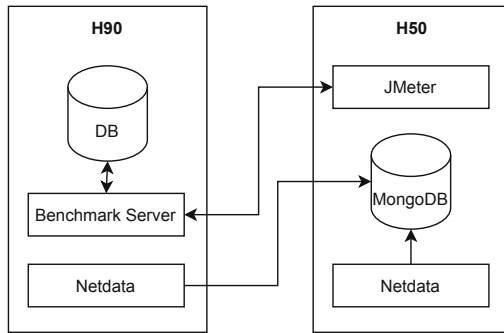 H90
DB
Benchmark Server
Netdata
H50
JMeter
MongoDB
Netdata